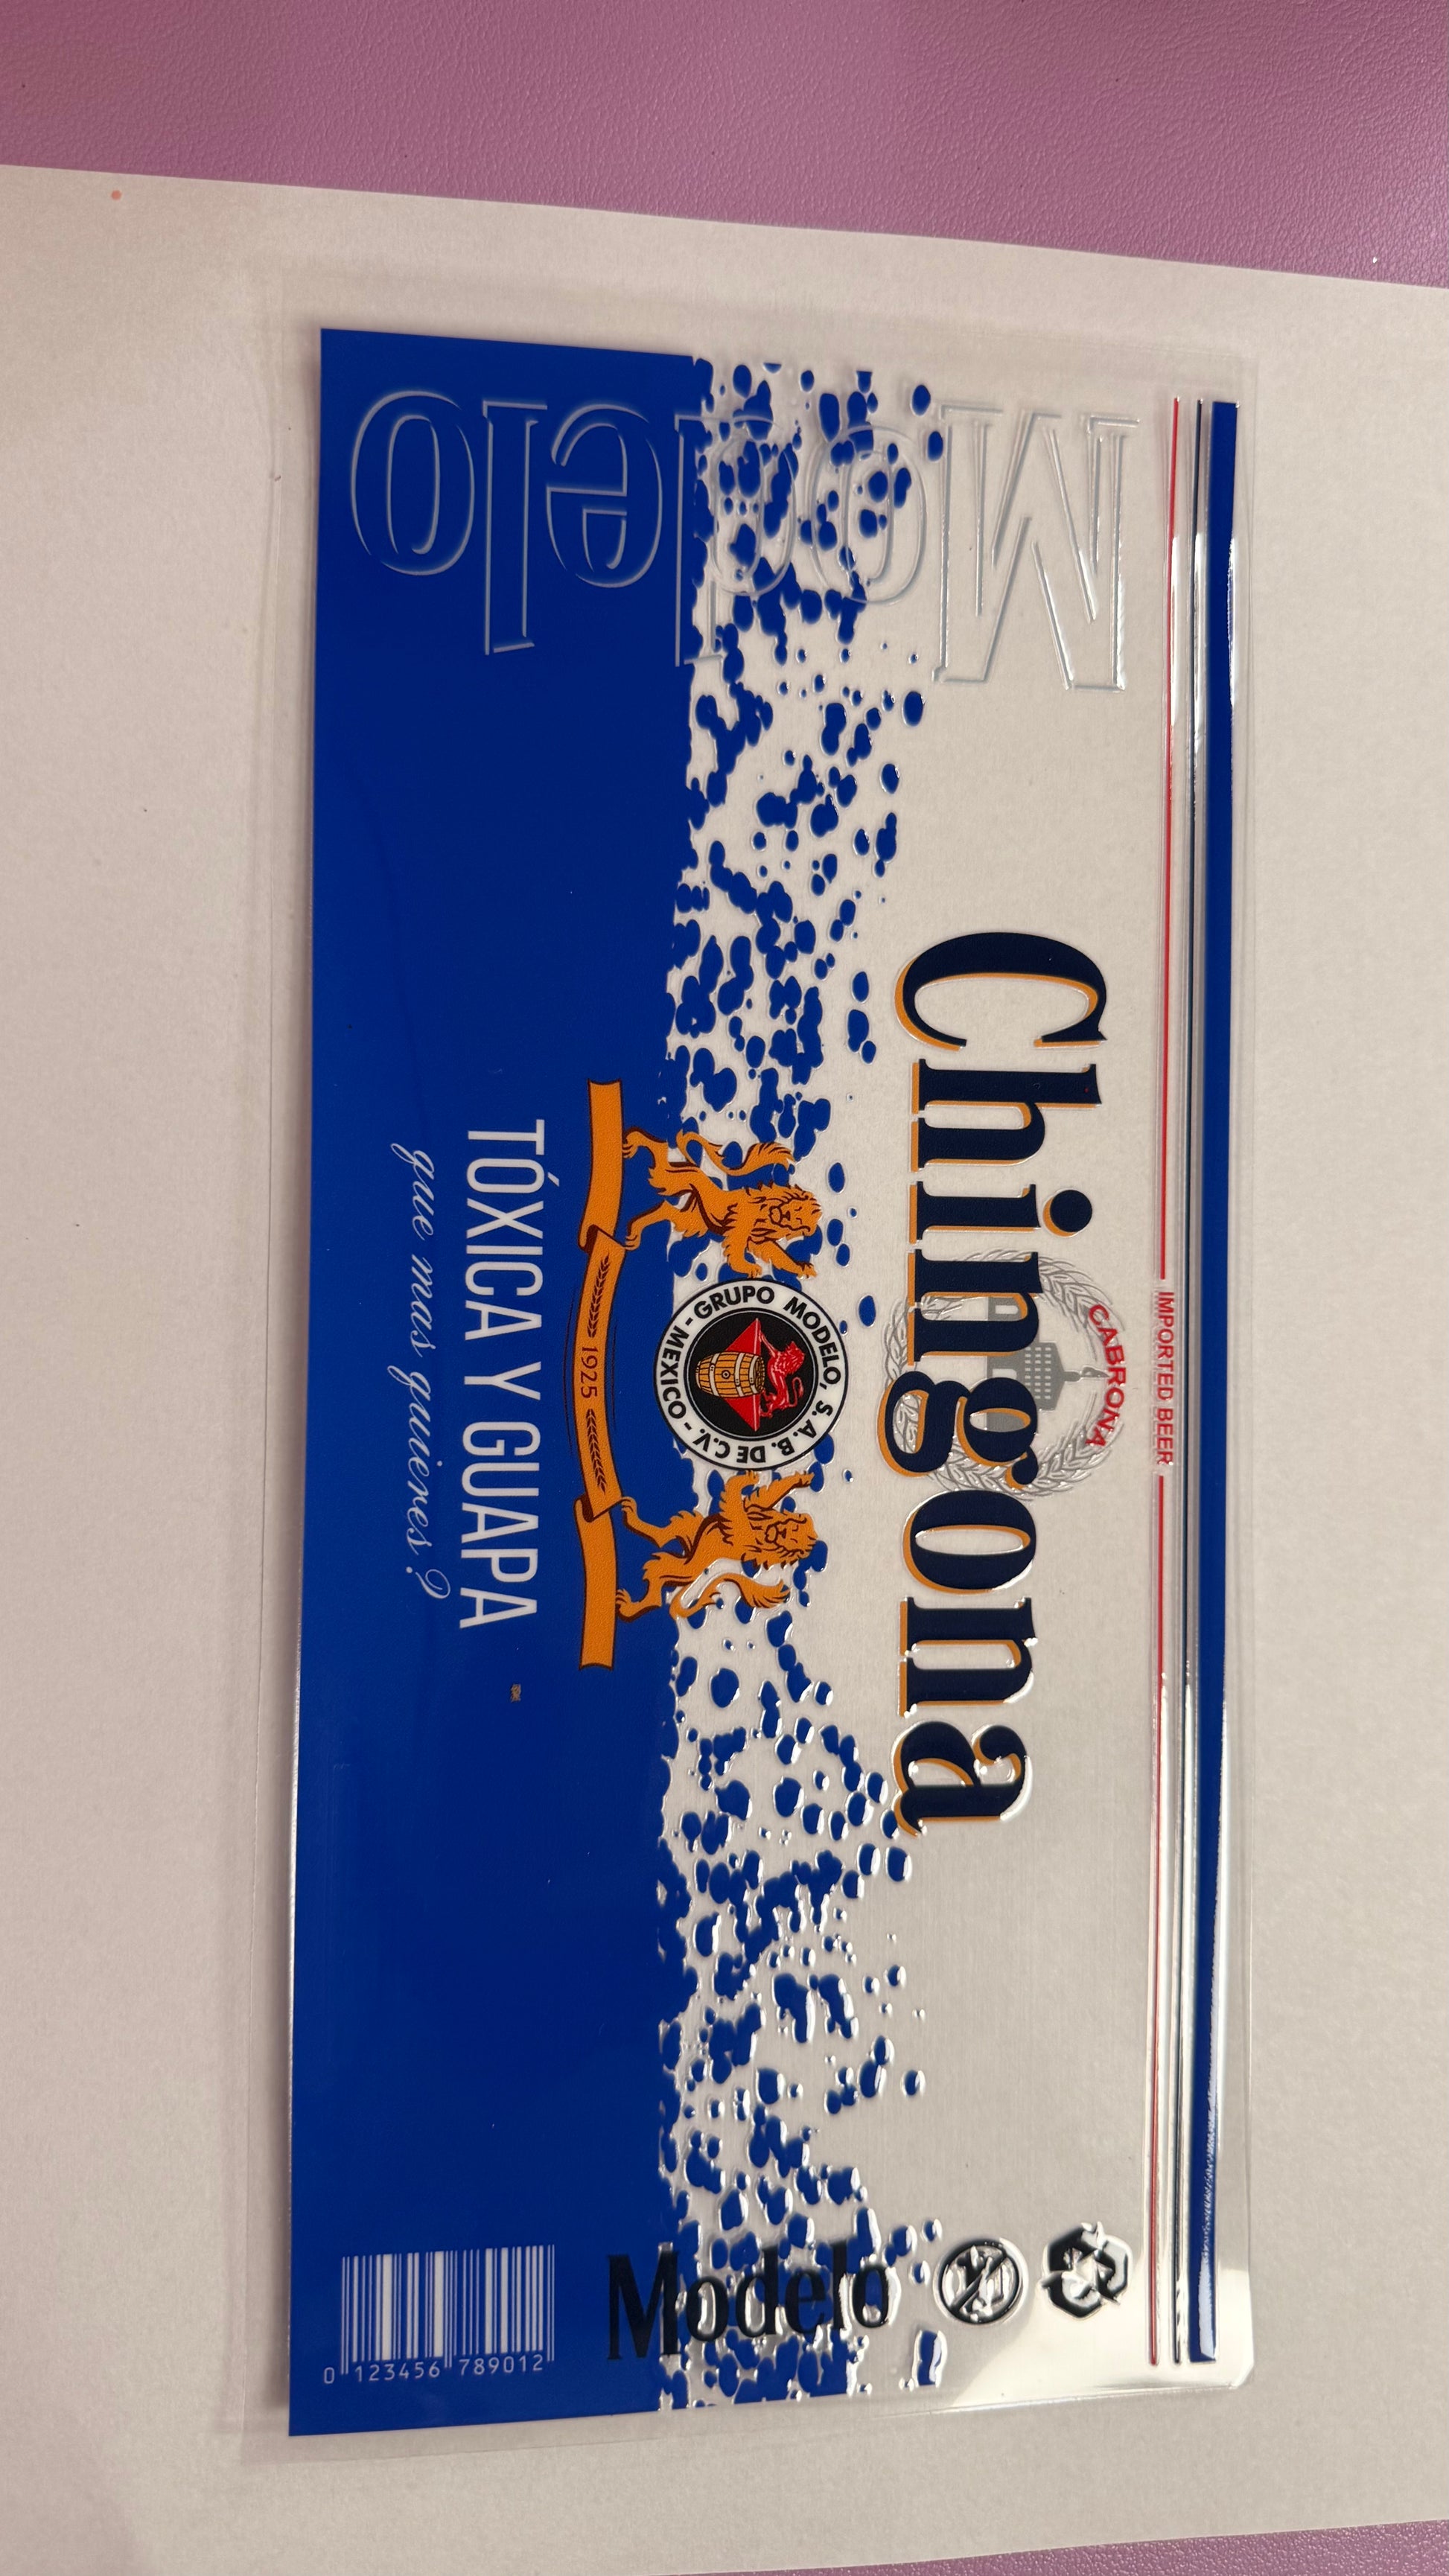 IMPORTED BEER
CABRONA
Chingona
GRUPO MODELO, S.A.B. DE C.V. - MEXICO -
1925
TÓXICA Y GUAPA
que mas quieres?
Modelo
Modelo
0 123456 789012